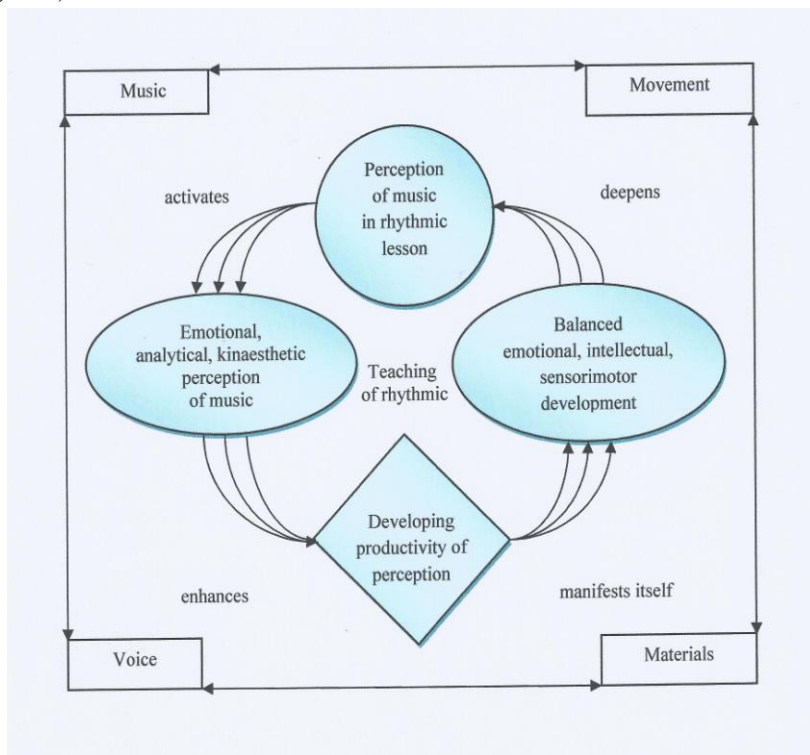 Music
Movement
Perception
of music
in rhythmic
lesson
activates
deepens
Emotional,
analytical, kinaesthetic
perception
of music
Balanced
emotional, intellectual,
sensorimotor
development
Teaching
of rhythmic
Developing
productivity of
perception
enhances
manifests itself
Voice
Materials